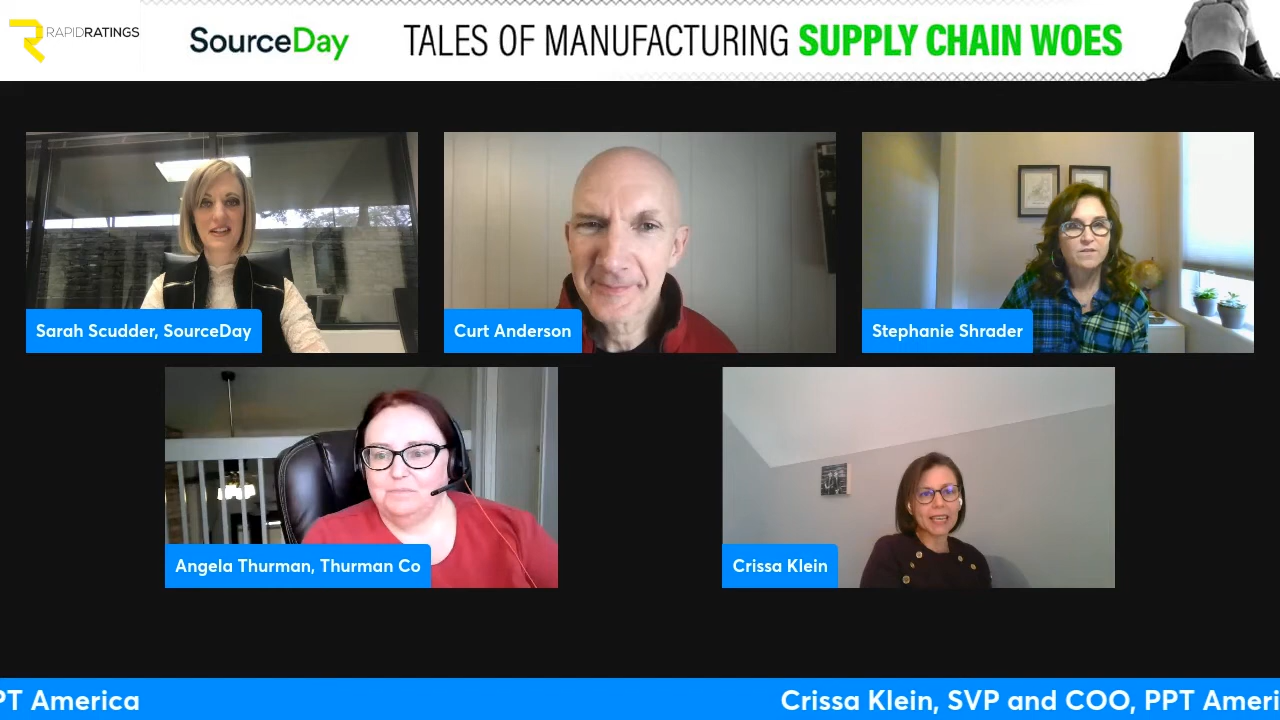 RAPIDRATINGS
SourceDay
TALES OF MANUFACTURING SUPPLY CHAIN WOES
Sarah Scudder, SourceDay
Curt Anderson
Stephanie Shrader
Angela Thurman, Thurman Co
Crissa Klein
PT America
Crissa Klein, SVP and COO, PPT Ameri